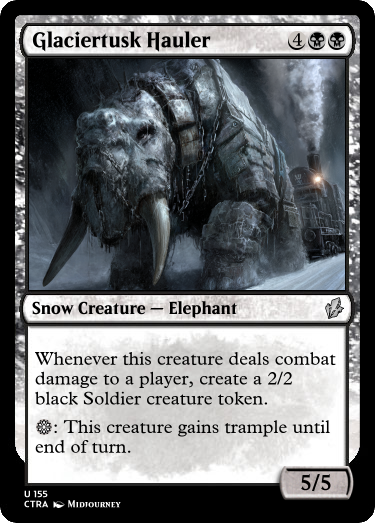 Glaciertusk Hauler 4
Snow Creature — Elephant
Whenever this creature deals combat
damage to a player, create a 2/2
black Soldier creature token.
: This creature gains trample until
end of turn.
5/5
U 155
CTRA Midjourney